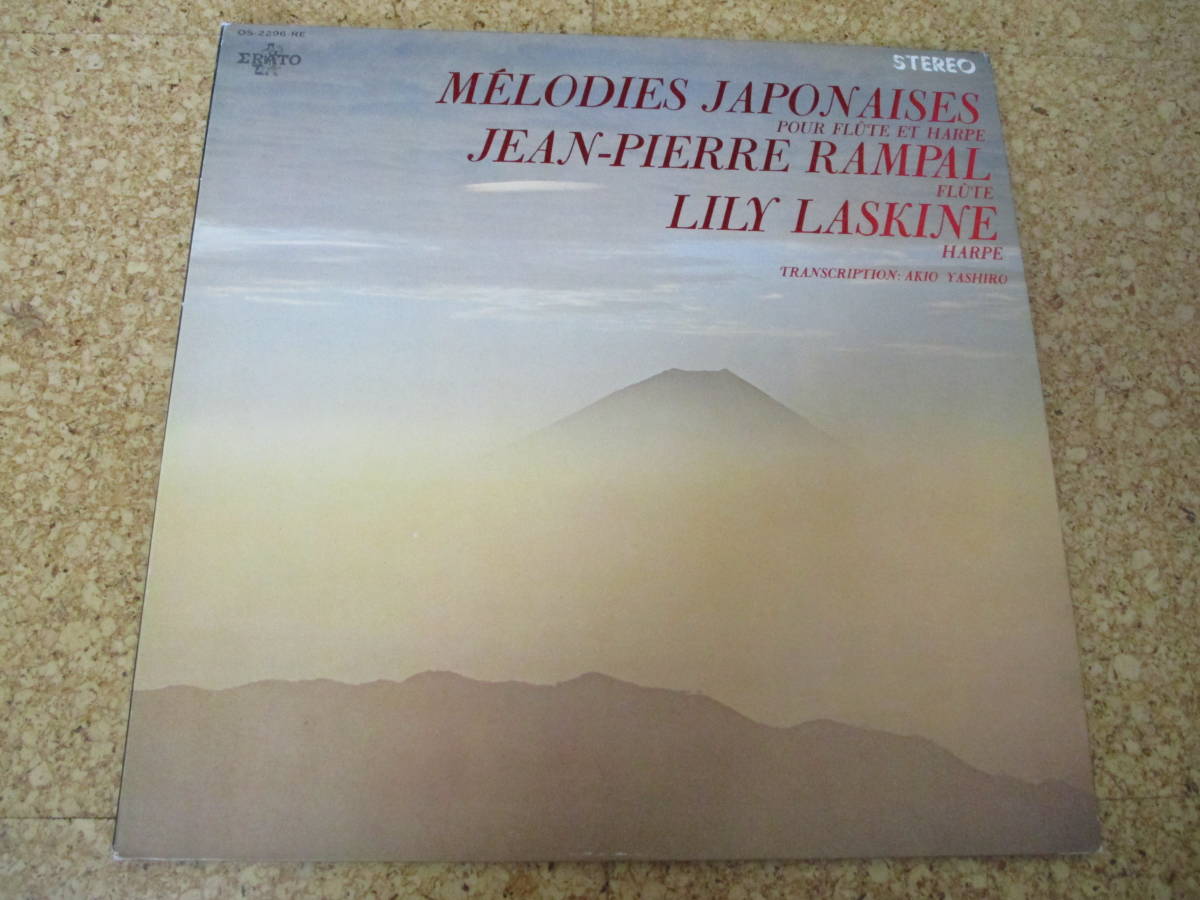 OS-2296-RE
ERATO
STEREO
MÉLODIES JAPONAISES
POUR FLÛTE ET HARPE
JEAN-PIERRE RAMPAL
FLÛTE
LILY LASKINE
HARPE
TRANSCRIPTION: AKIO YASHIRO